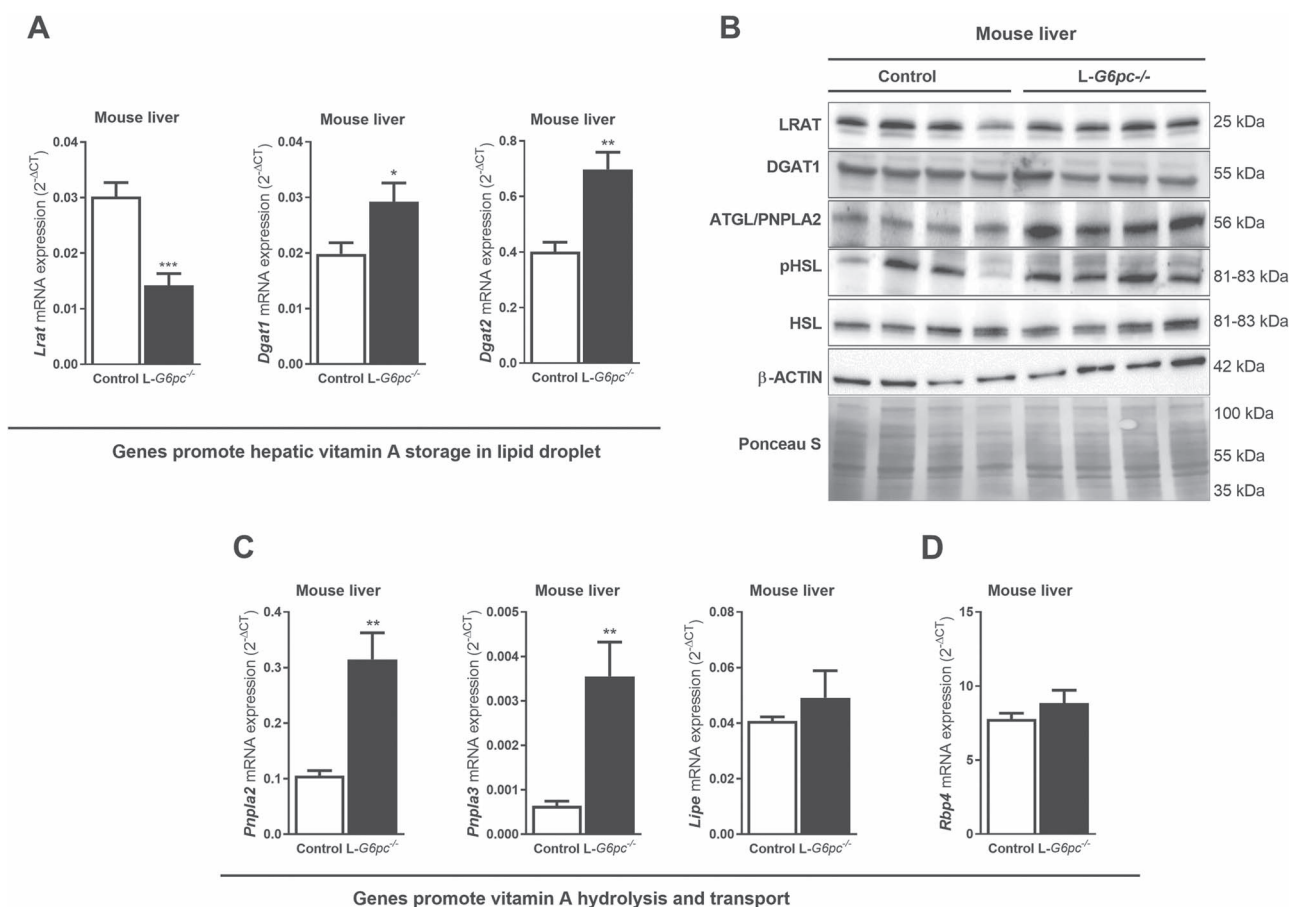 A
Mouse liver
Lrat mRNA expression (2-ΔCT)
0.04
0.03
0.02
0.01
0.00
***
Control L-G6pc-/-
Mouse liver
Dgat1 mRNA expression (2-ΔCT)
0.04
0.03
0.02
0.01
0.00
*
Control L-G6pc-/-
Mouse liver
Dgat2 mRNA expression (2-ΔCT)
0.8
0.6
0.4
0.2
0.0
**
Control L-G6pc-/-
Genes promote hepatic vitamin A storage in lipid droplet
B
Mouse liver
Control L-G6pc-/-
LRAT 25 kDa
DGAT1 55 kDa
ATGL/PNPLA2 56 kDa
pHSL 81-83 kDa
HSL 81-83 kDa
β-ACTIN 42 kDa
100 kDa
Ponceau S 55 kDa
35 kDa
C
Mouse liver
Pnpla2 mRNA expression (2-ΔCT)
0.4
0.3
0.2
0.1
0.0
**
Control L-G6pc-/-
Mouse liver
Pnpla3 mRNA expression (2-ΔCT)
0.005
0.004
0.003
0.002
0.001
0.000
**
Control L-G6pc-/-
Mouse liver
Lipe mRNA expression (2-ΔCT)
0.08
0.06
0.04
0.02
0.00
Control L-G6pc-/-
D
Mouse liver
Rbp4 mRNA expression (2-ΔCT)
15
10
5
0
Control L-G6pc-/-
Genes promote vitamin A hydrolysis and transport